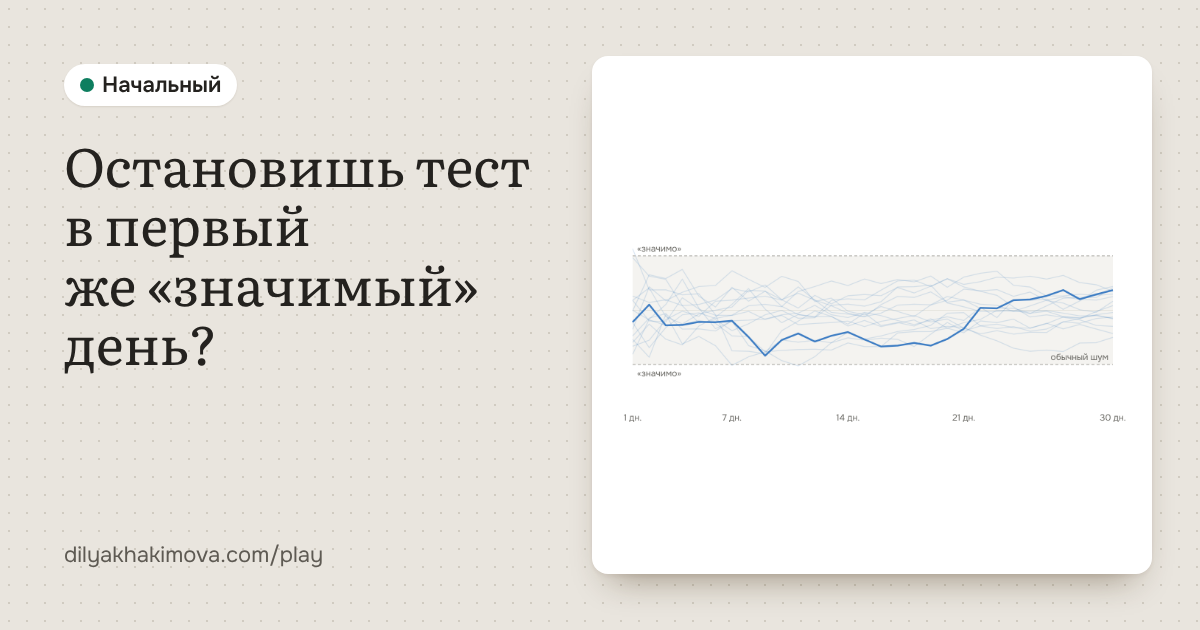 Начальный
Остановишь тест
в первый
же «значимый»
день?
dilyakhakimova.com/play
«значимо»
обычный шум
«значимо»
1 дн.
7 дн.
14 дн.
21 дн.
30 дн.